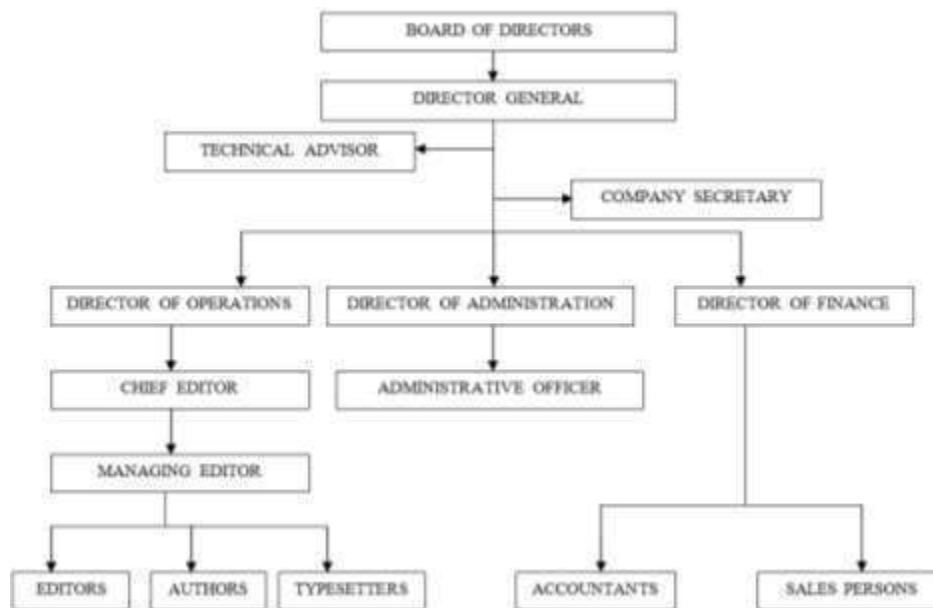 BOARD OF DIRECTORS
DIRECTOR GENERAL
TECHNICAL ADVISOR
COMPANY SECRETARY
DIRECTOR OF OPERATIONS
DIRECTOR OF ADMINISTRATION
DIRECTOR OF FINANCE
CHIEF EDITOR
ADMINISTRATIVE OFFICER
MANAGING EDITOR
EDITORS
AUTHORS
TYPESETTERS
ACCOUNTANTS
SALES PERSONS